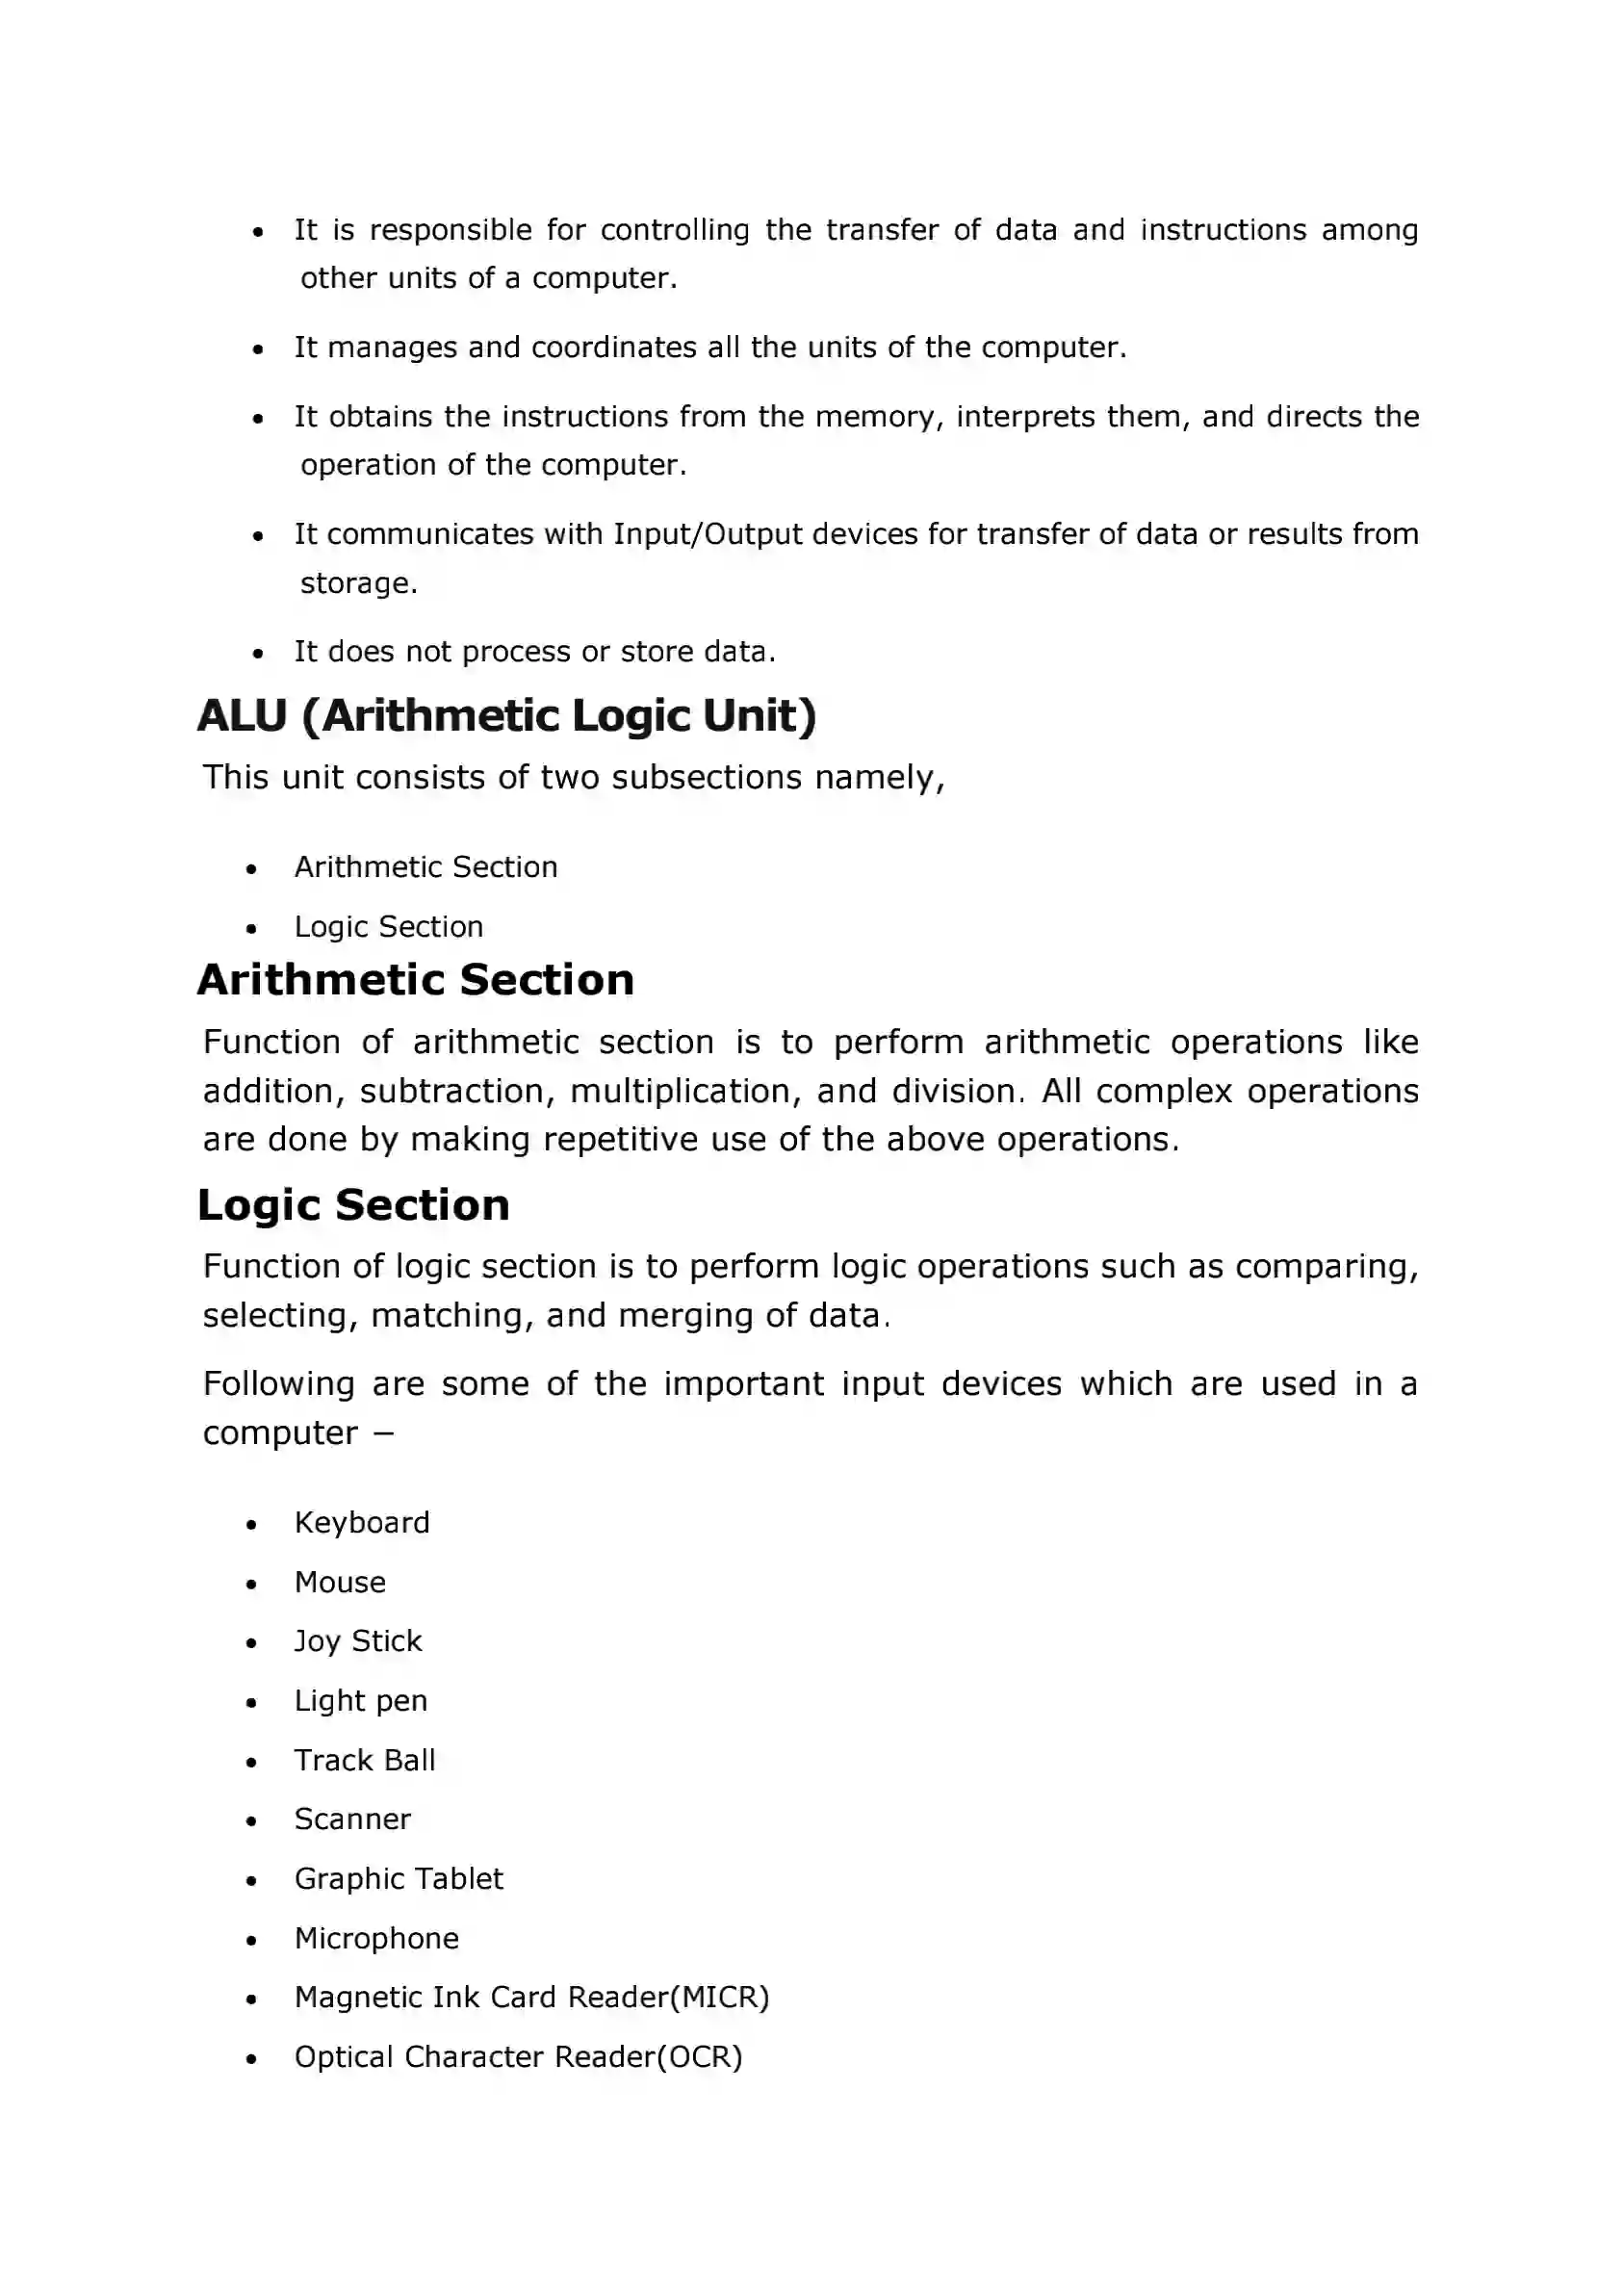 • It is responsible for controlling the transfer of data and instructions among
other units of a computer.
• It manages and coordinates all the units of the computer.
• It obtains the instructions from the memory, interprets them, and directs the
operation of the computer.
• It communicates with Input/Output devices for transfer of data or results from
storage.
• It does not process or store data.
ALU (Arithmetic Logic Unit)
This unit consists of two subsections namely,
• Arithmetic Section
• Logic Section
Arithmetic Section
Function of arithmetic section is to perform arithmetic operations like
addition, subtraction, multiplication, and division. All complex operations
are done by making repetitive use of the above operations.
Logic Section
Function of logic section is to perform logic operations such as comparing,
selecting, matching, and merging of data.
Following are some of the important input devices which are used in a
computer −
• Keyboard
• Mouse
• Joy Stick
• Light pen
• Track Ball
• Scanner
• Graphic Tablet
• Microphone
• Magnetic Ink Card Reader(MICR)
• Optical Character Reader(OCR)